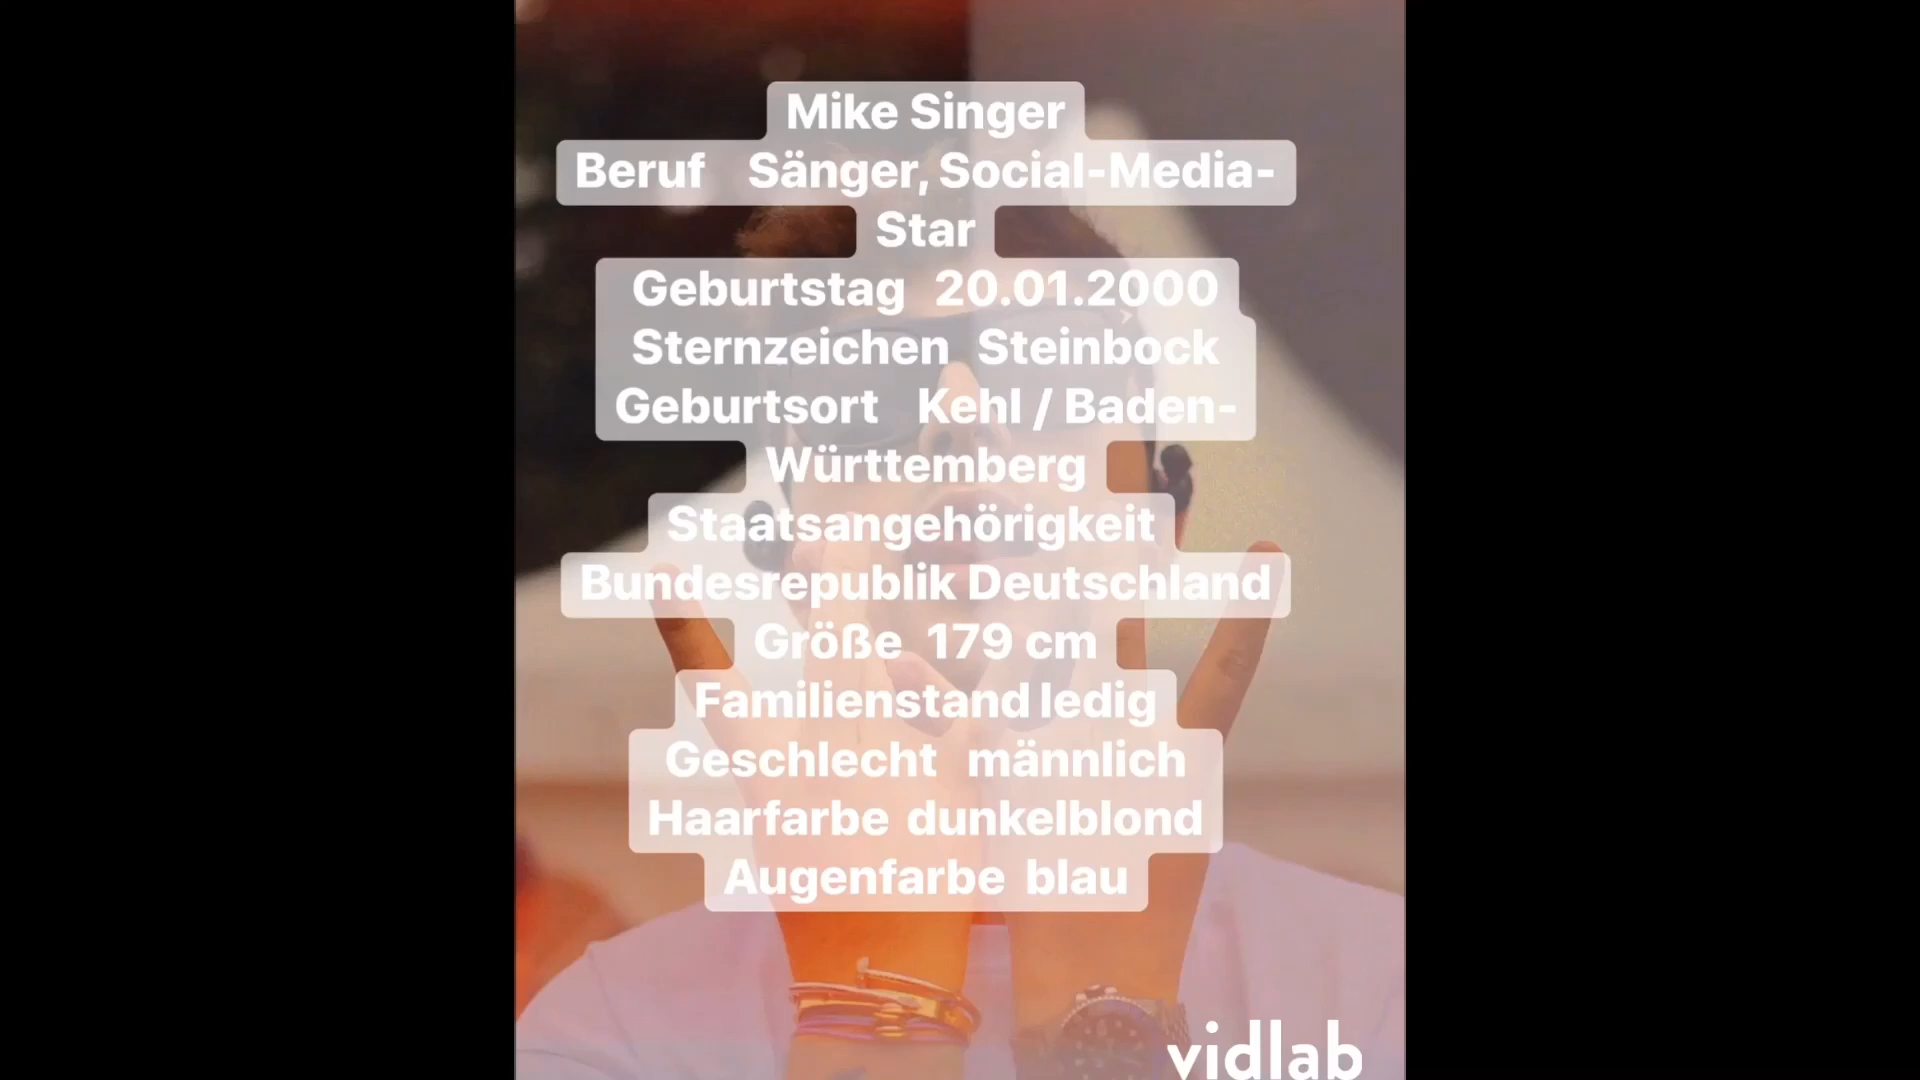 Mike Singer
Beruf Sänger, Social-Media-
Star
Geburtstag 20.01.2000
Sternzeichen Steinbock
Geburtsort Kehl / Baden-
Württemberg
Staatsangehörigkeit
Bundesrepublik Deutschland
Größe 179 cm
Familienstand ledig
Geschlecht männlich
Haarfarbe dunkelblond
Augenfarbe blau
vidlab